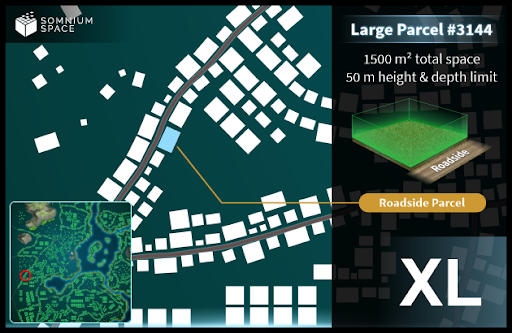 SOMNIUM
SPACE
Large Parcel #3144
1500 m² total space
50 m height & depth limit
Roadside
Roadside Parcel
XL